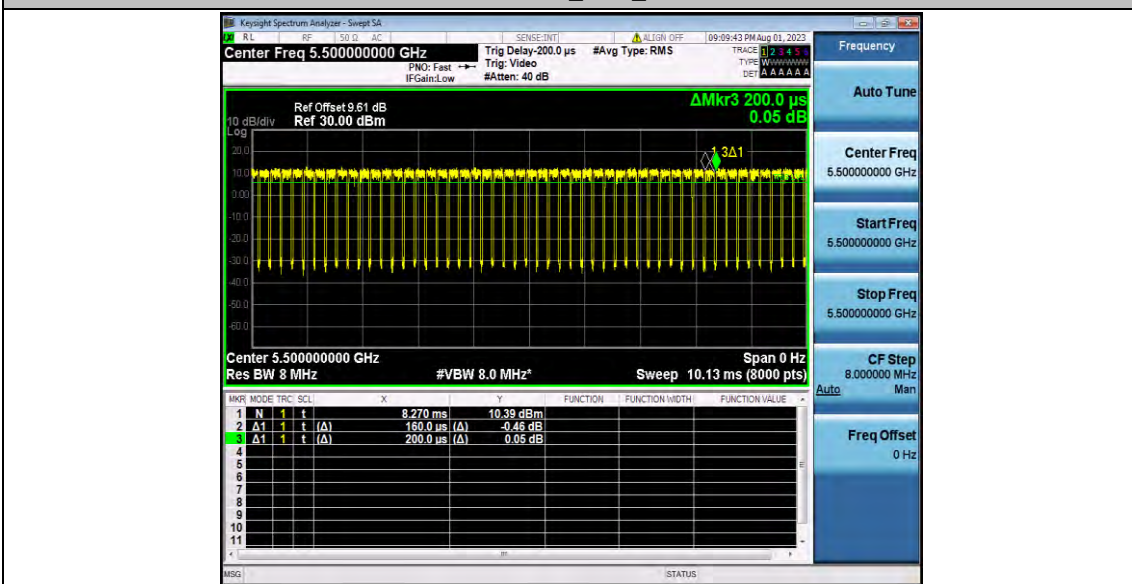 Keysight Spectrum Analyzer - Swept SA
RL RF 50 Ω AC SENSE:INT ALIGN OFF 09:09:43 PM Aug 01, 2023
Center Freq 5.500000000 GHz
PNO: Fast
IFGain:Low
Trig Delay-200.0 µs
Trig: Video
#Atten: 40 dB
#Avg Type: RMS
TRACE 1 2 3 4 5 6
TYPE W
DET A A A A A A
Frequency
Auto Tune
Center Freq
5.500000000 GHz
Start Freq
5.500000000 GHz
Stop Freq
5.500000000 GHz
CF Step
8.000000 MHz
Auto Man
Freq Offset
0 Hz
ΔMkr3 200.0 µs
0.05 dB
Ref Offset 9.61 dB
10 dB/div Ref 30.00 dBm
Log
20.0
10.0
0.00
-10.0
-20.0
-30.0
-40.0
-50.0
-60.0
1 3Δ1
Center 5.500000000 GHz Span 0 Hz
Res BW 8 MHz #VBW 8.0 MHz* Sweep 10.13 ms (8000 pts)
MKR MODE TRC SCL X Y FUNCTION FUNCTION WIDTH FUNCTION VALUE
1 N 1 t 8.270 ms 10.39 dBm
2 Δ1 1 t (Δ) 160.0 µs (Δ) -0.46 dB
3 Δ1 1 t (Δ) 200.0 µs (Δ) 0.05 dB
4
5
6
7
8
9
10
11
MSG STATUS